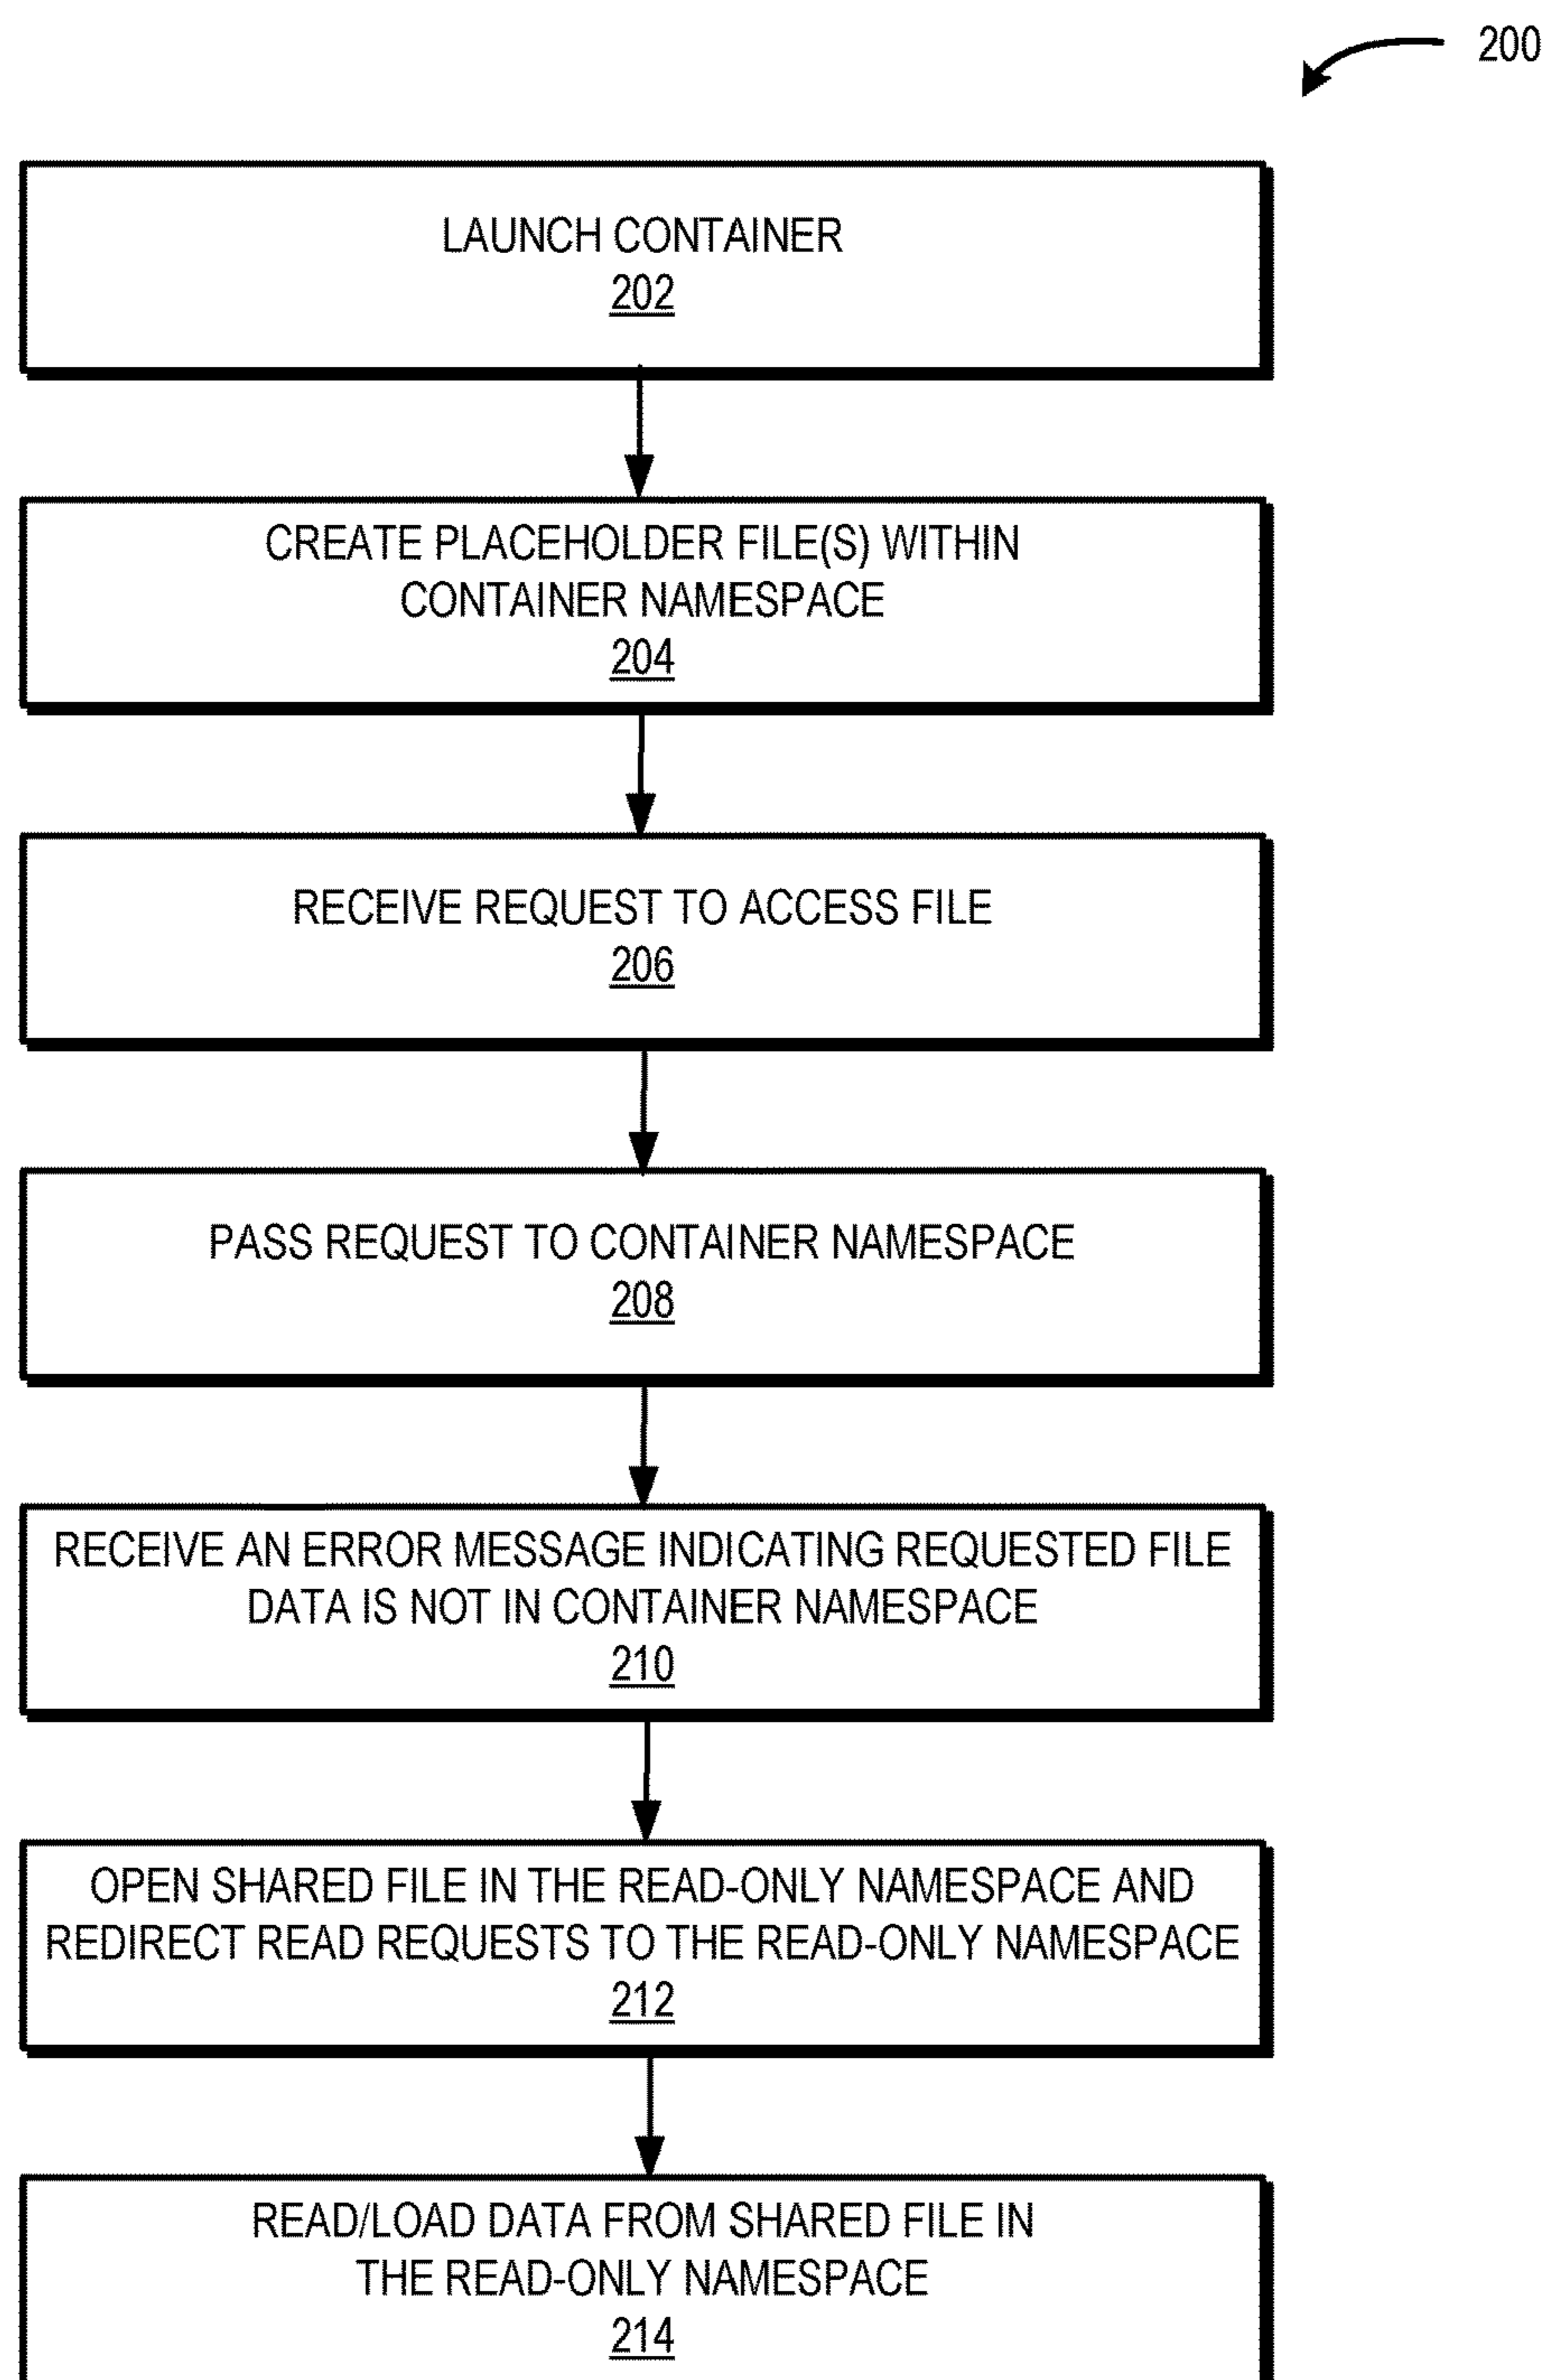 200
LAUNCH CONTAINER
202
CREATE PLACEHOLDER FILE(S) WITHIN
CONTAINER NAMESPACE
204
RECEIVE REQUEST TO ACCESS FILE
206
PASS REQUEST TO CONTAINER NAMESPACE
208
RECEIVE AN ERROR MESSAGE INDICATING REQUESTED FILE
DATA IS NOT IN CONTAINER NAMESPACE
210
OPEN SHARED FILE IN THE READ-ONLY NAMESPACE AND
REDIRECT READ REQUESTS TO THE READ-ONLY NAMESPACE
212
READ/LOAD DATA FROM SHARED FILE IN
THE READ-ONLY NAMESPACE
214